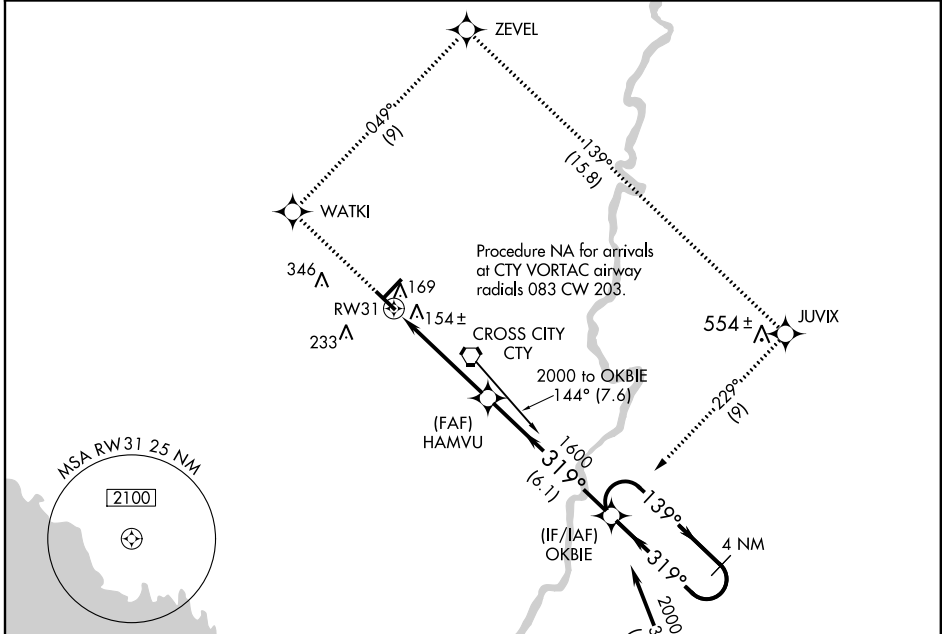 ZEVEL
049°
(9)
139°
(15.8)
WATKI
Procedure NA for arrivals
at CTY VORTAC airway
radials 083 CW 203.
346
169
RW31
154 ±
233
JUVIX
554 ±
CROSS CITY
CTY
2000 to OKBIE
144° (7.6)
229°
(9)
(FAF)
HAMVU
1600
319°
(6.1)
MSA RW31 25 NM
2100
139°
4 NM
(IF/IAF)
OKBIE
319°
2000